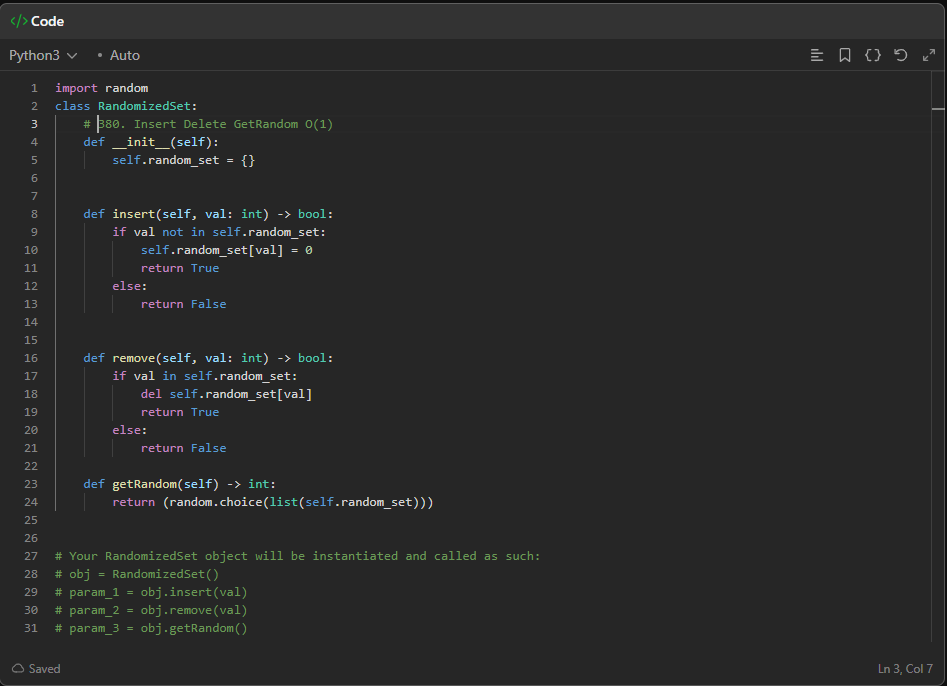 </> Code
Python3 • Auto
1 import random
2 class RandomizedSet:
3     # 380. Insert Delete GetRandom O(1)
4     def __init__(self):
5         self.random_set = {}
6
7
8     def insert(self, val: int) -> bool:
9         if val not in self.random_set:
10             self.random_set[val] = 0
11             return True
12         else:
13             return False
14
15
16     def remove(self, val: int) -> bool:
17         if val in self.random_set:
18             del self.random_set[val]
19             return True
20         else:
21             return False
22
23     def getRandom(self) -> int:
24         return (random.choice(list(self.random_set)))
25
26
27 # Your RandomizedSet object will be instantiated and called as such:
28 # obj = RandomizedSet()
29 # param_1 = obj.insert(val)
30 # param_2 = obj.remove(val)
31 # param_3 = obj.getRandom()
Saved Ln 3, Col 7